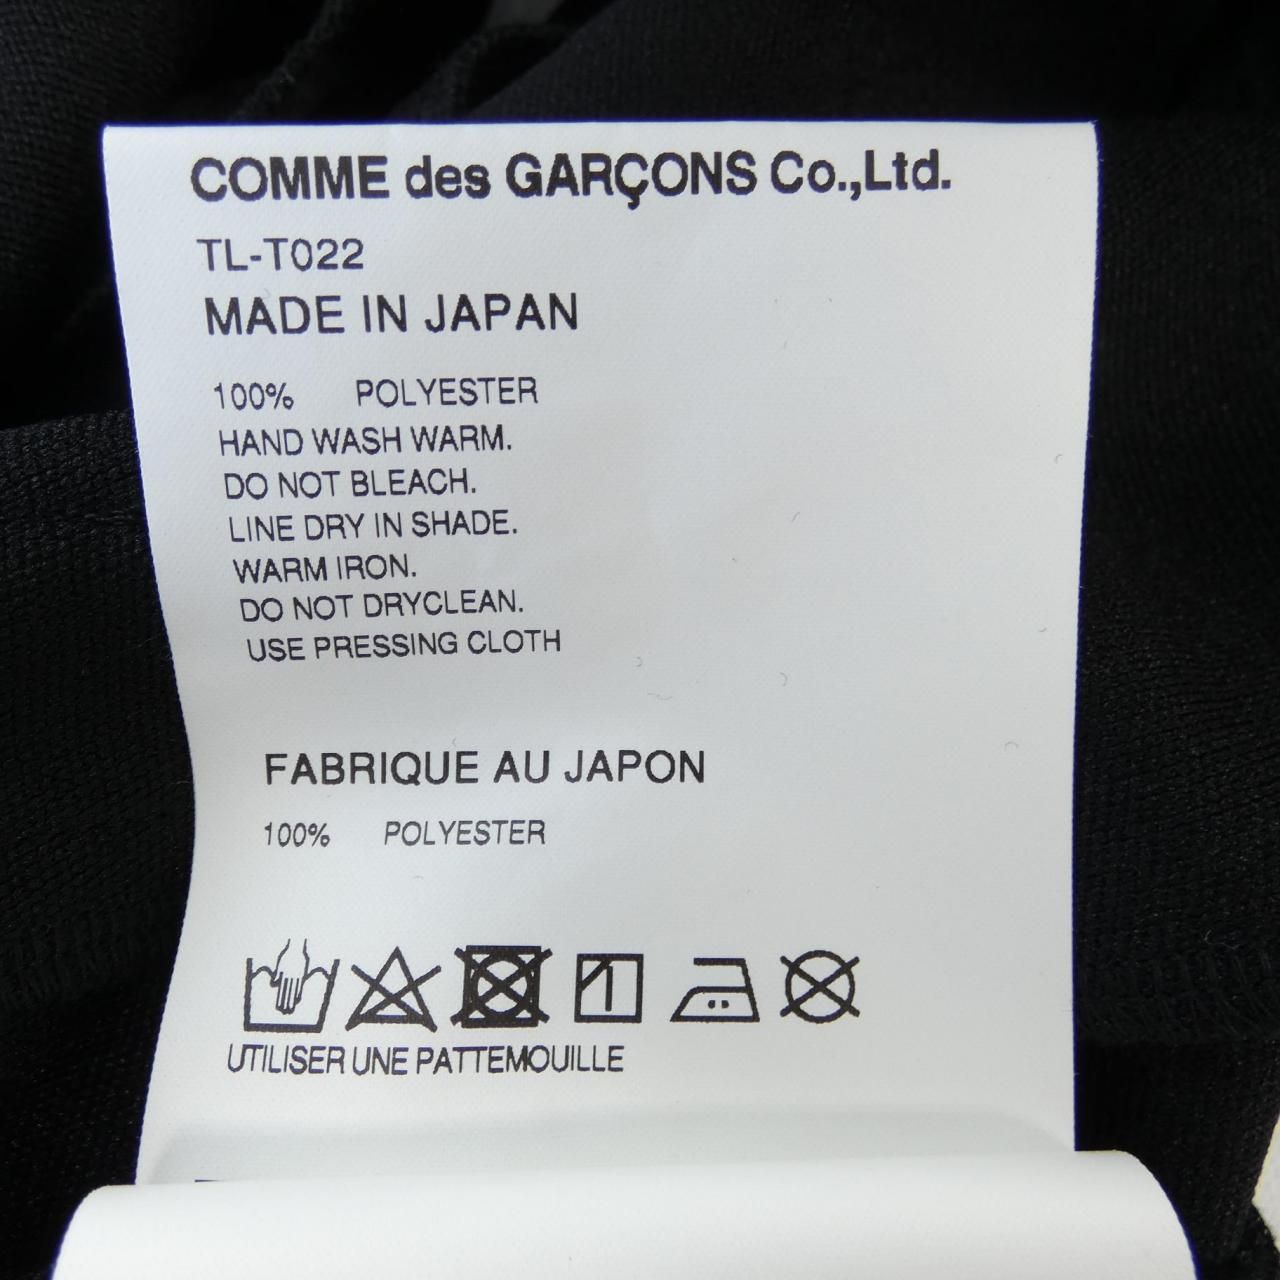 COMME des GARÇONS Co.,Ltd.
TL-T022
MADE IN JAPAN
100% POLYESTER
HAND WASH WARM.
DO NOT BLEACH.
LINE DRY IN SHADE.
WARM IRON.
DO NOT DRYCLEAN.
USE PRESSING CLOTH
FABRIQUE AU JAPON
100% POLYESTER
UTILISER UNE PATTEMOUILLE